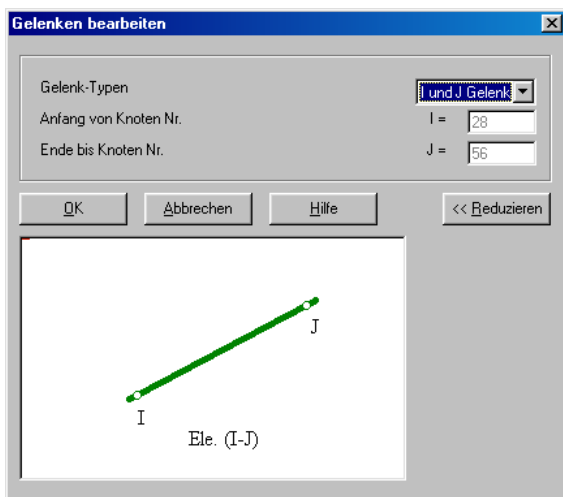 Gelenken bearbeiten
Gelenk-Typen I und J Gelenk
Anfang von Knoten Nr. I = 28
Ende bis Knoten Nr. J = 56
OK Abbrechen Hilfe << Reduzieren
J
I
Ele. (I-J)